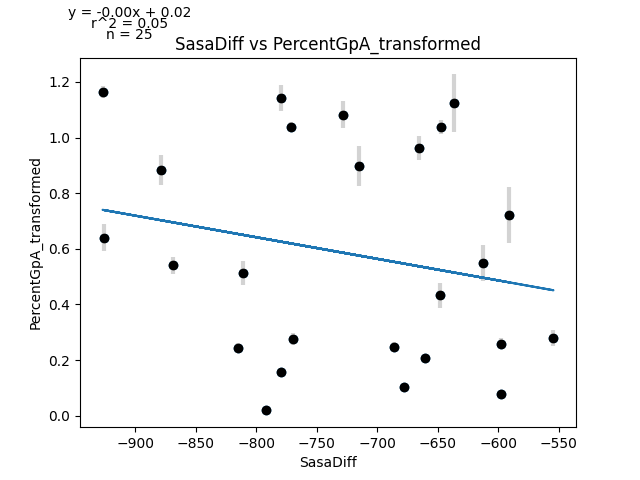 y = -0.00x + 0.02
r^2 = 0.05
n = 25
SasaDiff vs PercentGpA_transformed
PercentGpA_transformed
1.2
1.0
0.8
0.6
0.4
0.2
0.0
−900
−850
−800
−750
−700
−650
−600
−550
SasaDiff